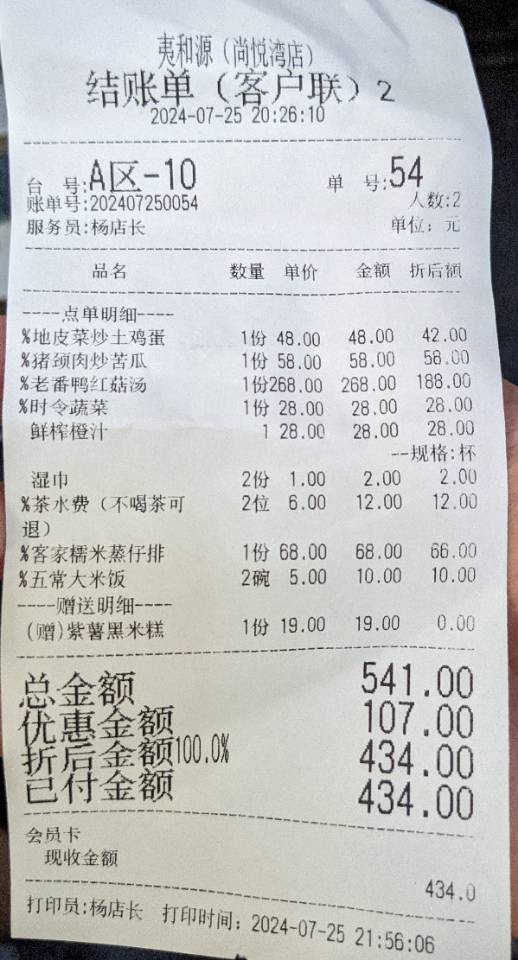 夷和源（尚悦湾店）
结账单（客户联）2
2024-07-25 20:26:10
台 号:A区-10 单 号:54
账单号:202407250054 人数:2
服务员:杨店长 单位：元
品名 数量 单价 金额 折后额
----点单明细----
%地皮菜炒土鸡蛋 1份 48.00 48.00 42.00
%猪颈肉炒苦瓜 1份 58.00 58.00 58.00
%老番鸭红菇汤 1份268.00 268.00 188.00
%时令蔬菜 1份 28.00 28.00 28.00
鲜榨橙汁 1 28.00 28.00 28.00
--规格:杯
湿巾 2份 1.00 2.00 2.00
%茶水费（不喝茶可 2位 6.00 12.00 12.00
退）
%客家糯米蒸仔排 1份 68.00 68.00 66.00
%五常大米饭 2碗 5.00 10.00 10.00
----赠送明细----
(赠)紫薯黑米糕 1份 19.00 19.00 0.00
总金额 541.00
优惠金额 107.00
折后金额100.0% 434.00
已付金额 434.00
会员卡
现收金额
434.0
打印员:杨店长 打印时间：2024-07-25 21:56:06